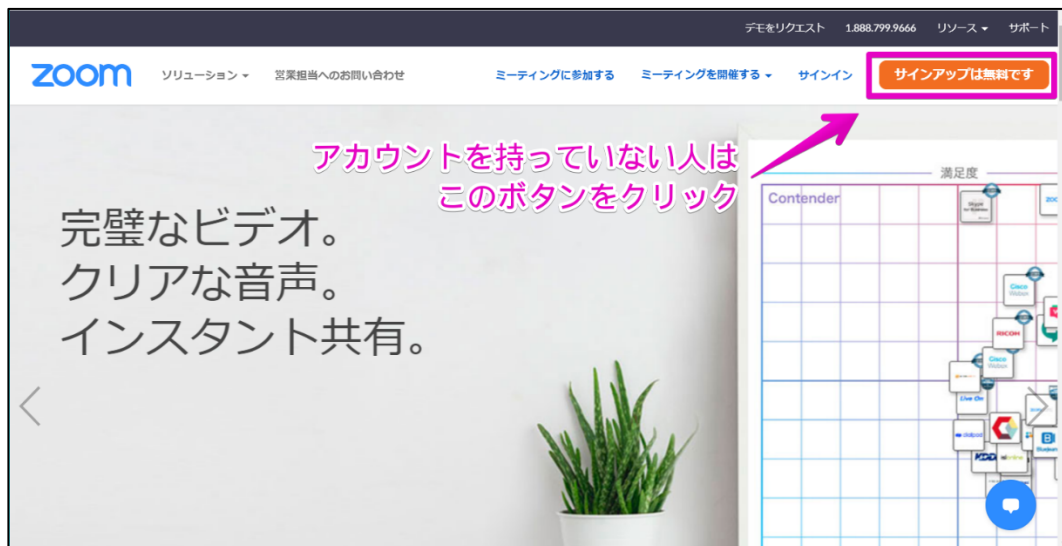 デモをリクエスト 1.888.799.9666 リソース サポート
zoom ソリューション 営業担当へのお問い合わせ ミーティングに参加する ミーティングを開催する サインイン サインアップは無料です
アカウントを持っていない人は
このボタンをクリック
満足度
Contender
完璧なビデオ。
クリアな音声。
インスタント共有。
Cisco
Webex
RICOH
Cisco
Webex
Live On